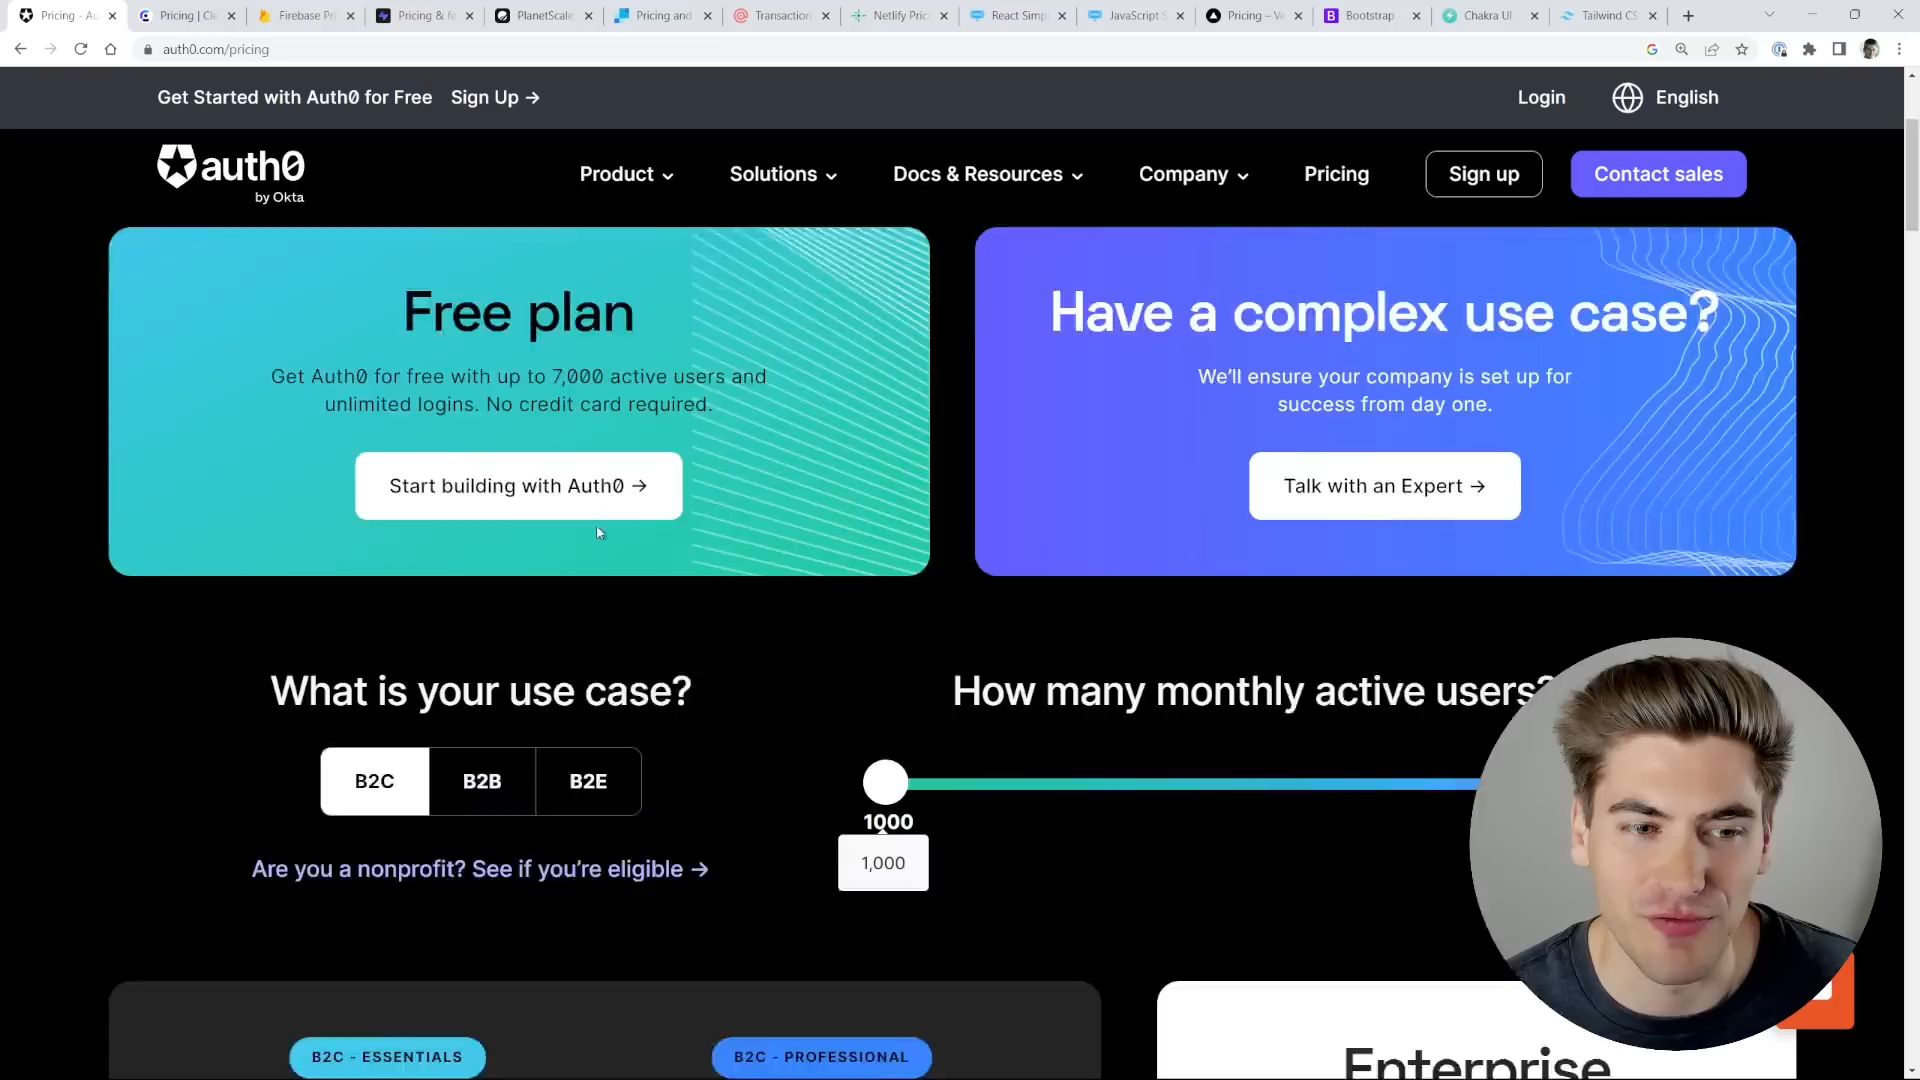 Pricing - Au
Pricing | Cle
Firebase Pri
Pricing & fe
PlanetScale
Pricing and
Transaction
Netlify Pric
React Simp
JavaScript S
Pricing – Ve
Bootstrap
Chakra UI -
Tailwind CS
auth0.com/pricing
Get Started with Auth0 for Free Sign Up →
Login
English
auth0
by Okta
Product
Solutions
Docs & Resources
Company
Pricing
Sign up
Contact sales
Free plan
Get Auth0 for free with up to 7,000 active users and
unlimited logins. No credit card required.
Start building with Auth0 →
Have a complex use case?
We'll ensure your company is set up for
success from day one.
Talk with an Expert →
What is your use case?
B2C
B2B
B2E
Are you a nonprofit? See if you're eligible →
How many monthly active users?
1000
1,000
B2C - ESSENTIALS
B2C - PROFESSIONAL
Enterprise